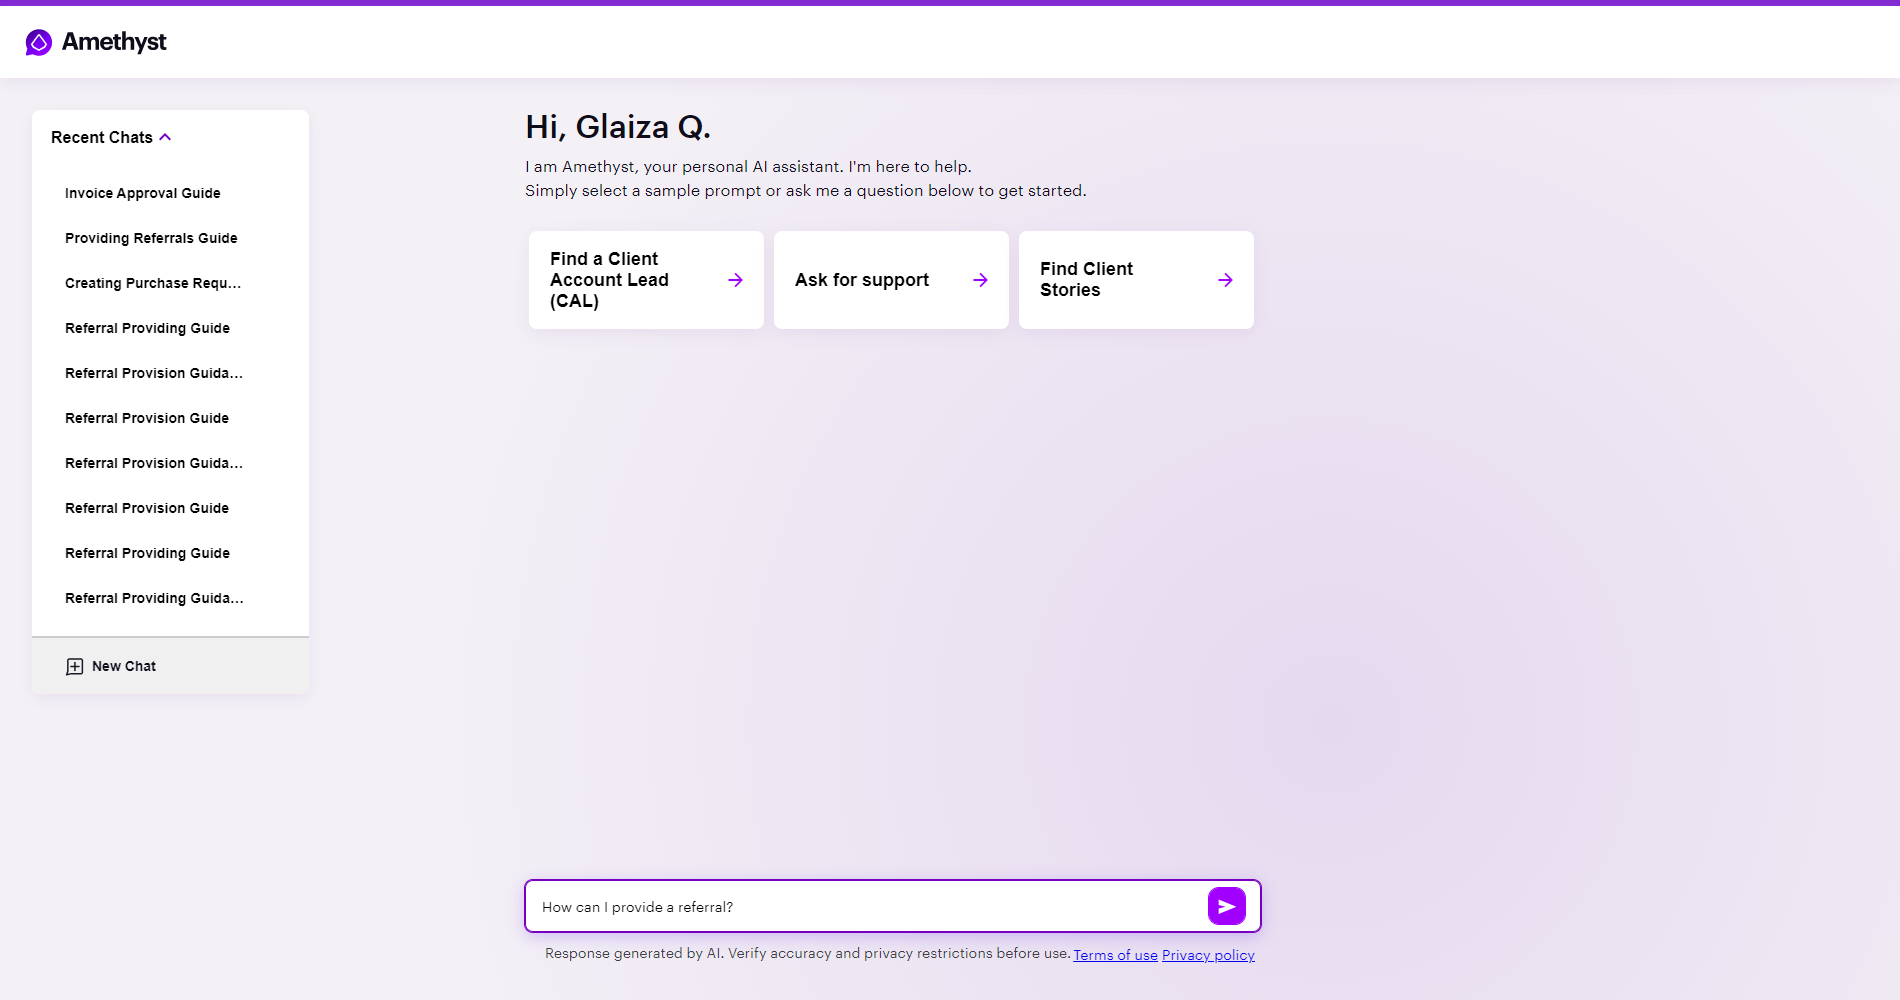 Amethyst
Recent Chats
Invoice Approval Guide
Providing Referrals Guide
Creating Purchase Requ...
Referral Providing Guide
Referral Provision Guida...
Referral Provision Guide
Referral Provision Guida...
Referral Provision Guide
Referral Providing Guide
Referral Providing Guida...
New Chat
Hi, Glaiza Q.
I am Amethyst, your personal AI assistant. I'm here to help.
Simply select a sample prompt or ask me a question below to get started.
Find a Client
Account Lead
(CAL)
Ask for support
Find Client
Stories
How can I provide a referral?
Response generated by AI. Verify accuracy and privacy restrictions before use. Terms of use Privacy policy